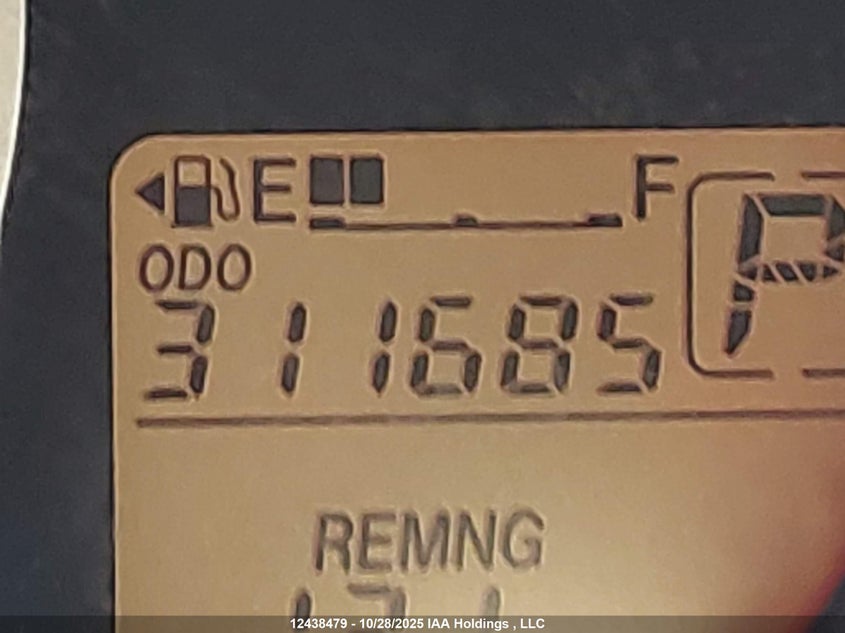 E F
ODO
P
311685
REMNG
12438479 - 10/28/2025 IAA Holdings , LLC